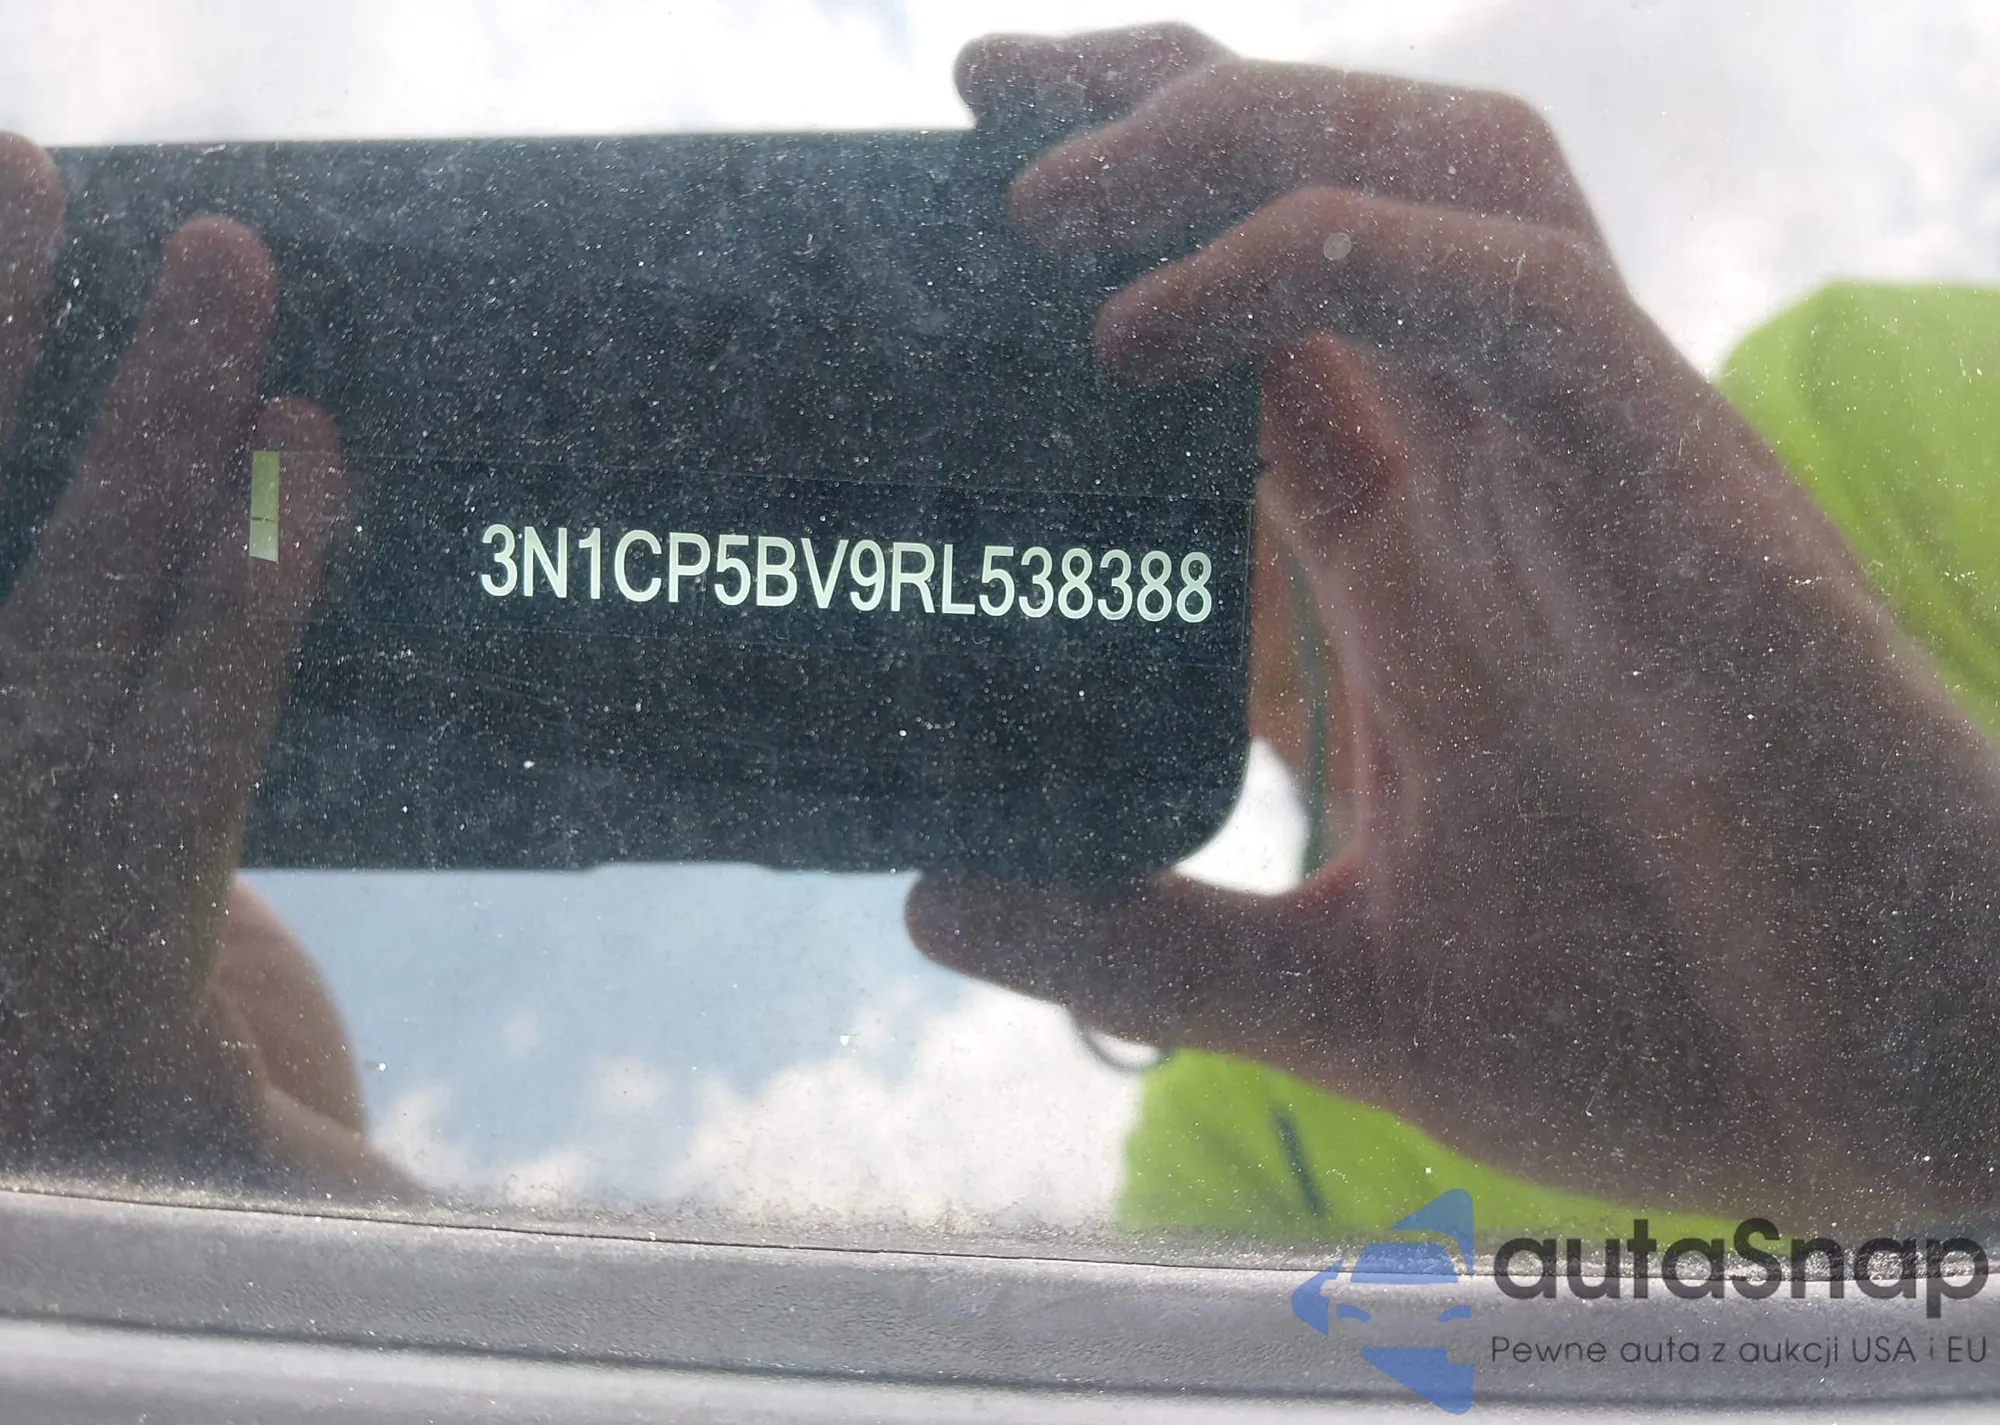 3N1CP5BV9RL538388
autaSnap
Pewne auta z aukcji USA i EU